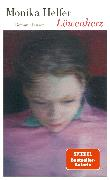 Monika Helfer
Löwenherz
SPIEGEL
Bestseller-
Autorin